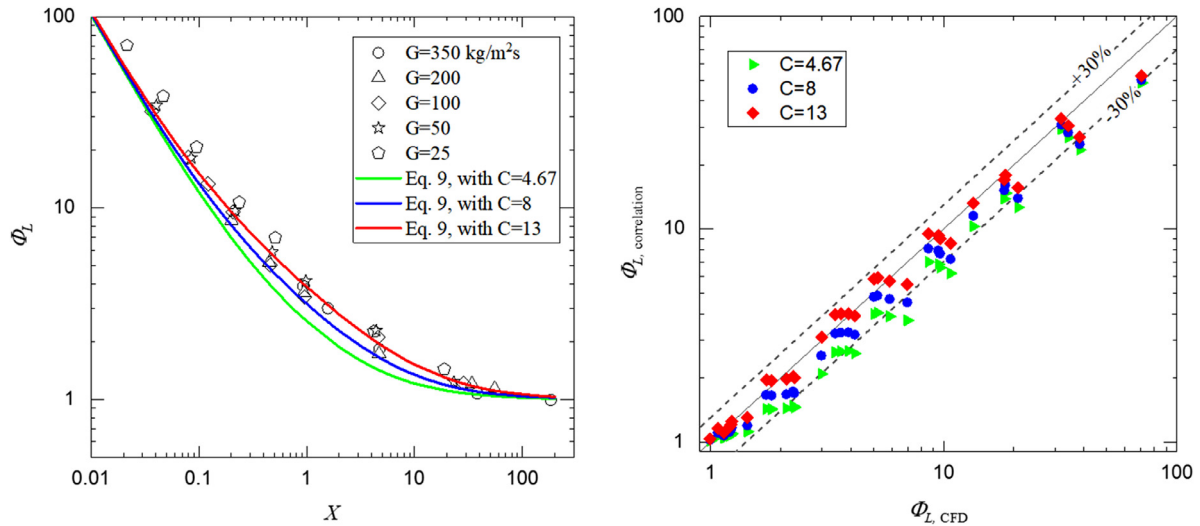 100
10
1
Φ_L
0.01 0.1 1 10 100
X
G=350 kg/m²s
G=200
G=100
G=50
G=25
Eq. 9, with C=4.67
Eq. 9, with C=8
Eq. 9, with C=13
100
10
1
Φ_L, correlation
1 10 100
Φ_L, CFD
C=4.67
C=8
C=13
+30%
-30%